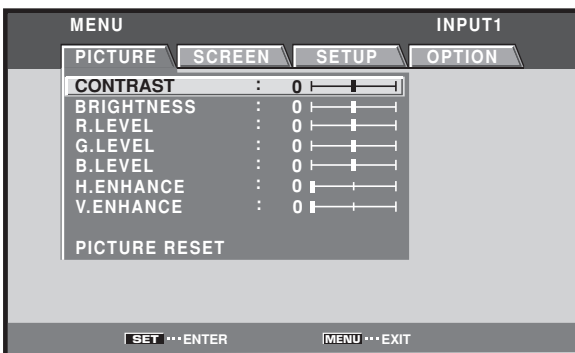 MENU INPUT1
PICTURE SCREEN SETUP OPTION
CONTRAST : 0
BRIGHTNESS : 0
R.LEVEL : 0
G.LEVEL : 0
B.LEVEL : 0
H.ENHANCE : 0
V.ENHANCE : 0
PICTURE RESET
SET ··· ENTER MENU ··· EXIT